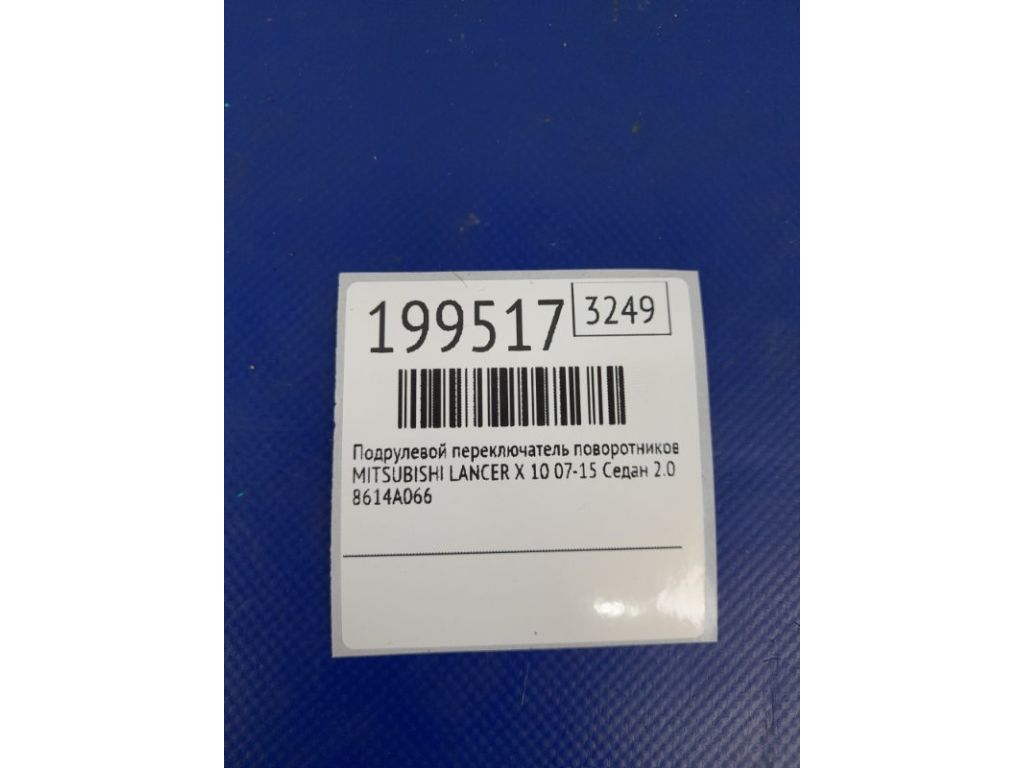 199517 3249
Подрулевой переключатель поворотников
MITSUBISHI LANCER X 10 07-15 Седан 2.0
8614A066